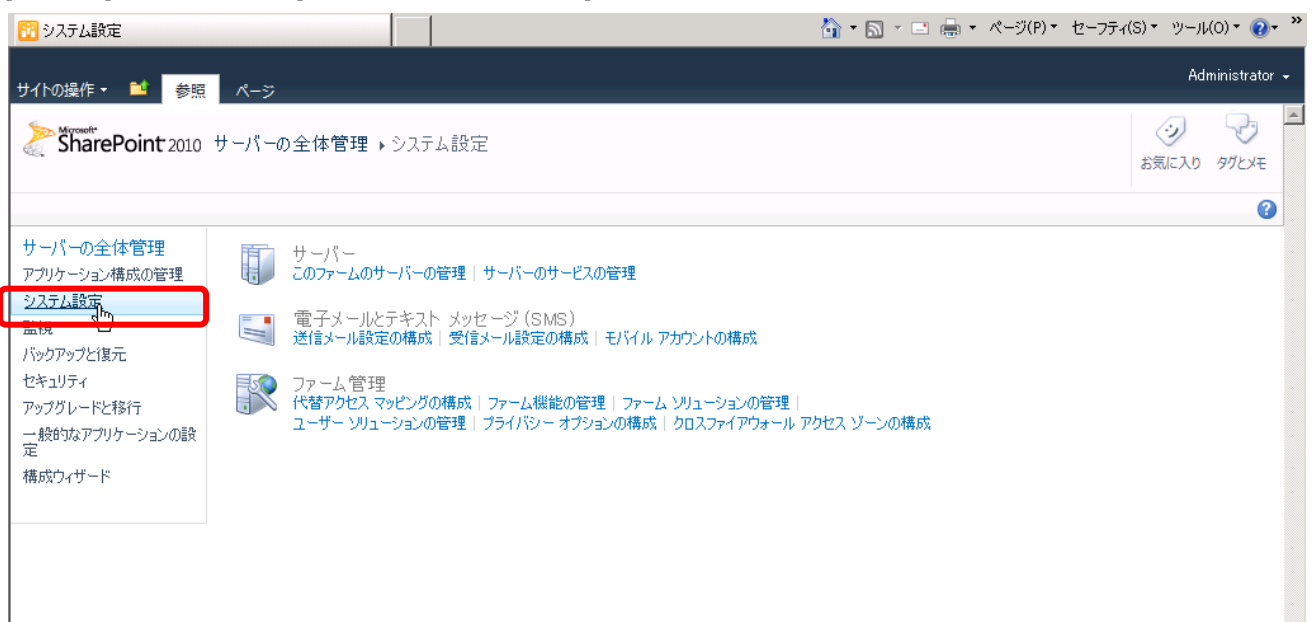 システム設定
ページ(P) セーフティ(S) ツール(O) »
Administrator
サイトの操作 参照 ページ
Microsoft
SharePoint 2010 サーバーの全体管理 システム設定
お気に入り タグとメモ
サーバーの全体管理
アプリケーション構成の管理
システム設定
監視
バックアップと復元
セキュリティ
アップグレードと移行
一般的なアプリケーションの設
定
構成ウィザード
サーバー
このファームのサーバーの管理 | サーバーのサービスの管理
電子メールとテキスト メッセージ (SMS)
送信メール設定の構成 | 受信メール設定の構成 | モバイル アカウントの構成
ファーム管理
代替アクセス マッピングの構成 | ファーム機能の管理 | ファーム ソリューションの管理 |
ユーザー ソリューションの管理 | プライバシー オプションの構成 | クロスファイアウォール アクセス ゾーンの構成